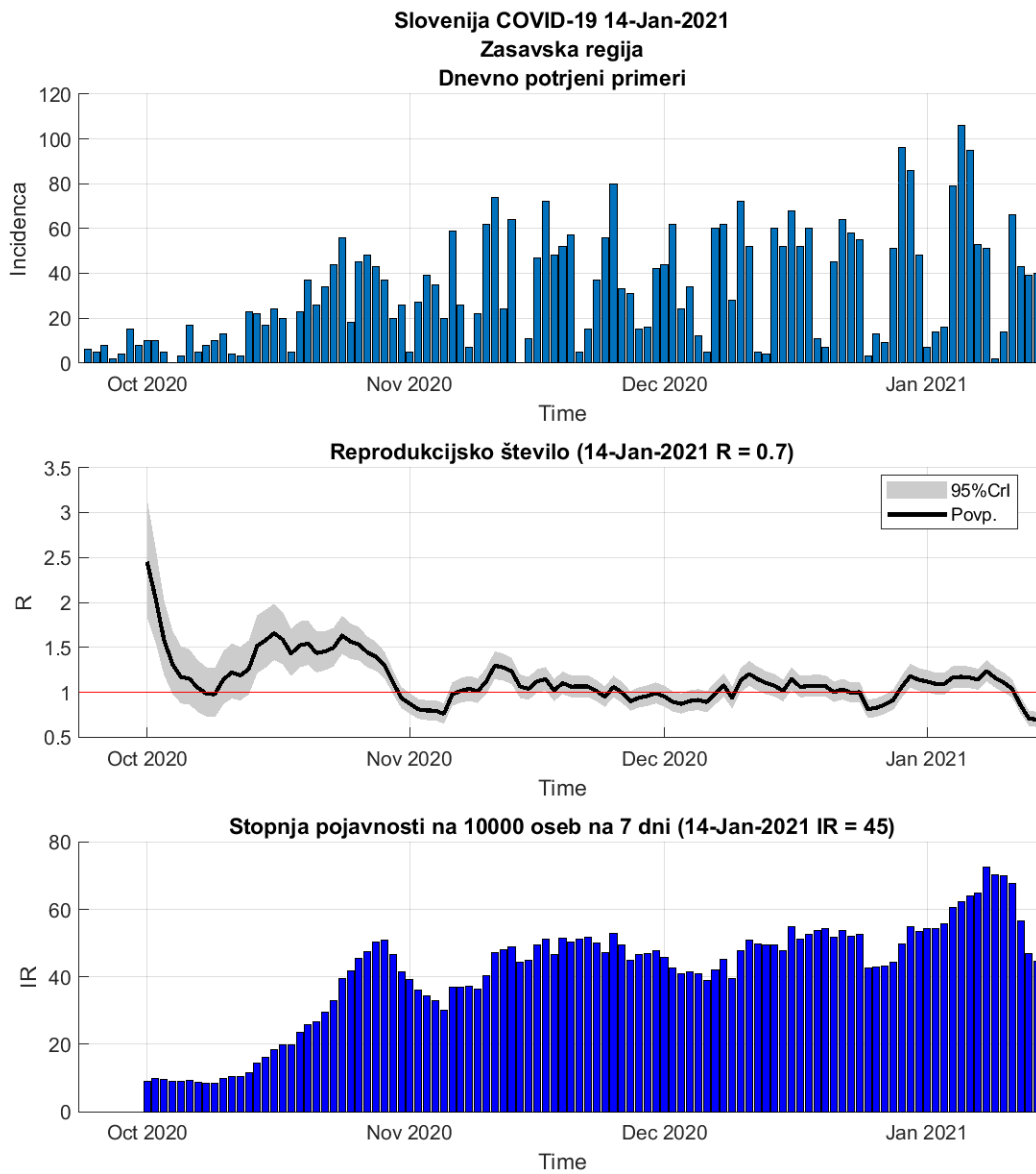 Slovenija COVID-19 14-Jan-2021
Zasavska regija
Dnevno potrjeni primeri
120
100
80
60
40
20
0
Incidenca
Oct 2020 Nov 2020 Dec 2020 Jan 2021
Time
Reprodukcijsko število (14-Jan-2021 R = 0.7)
3.5
3
2.5
2
1.5
1
0.5
R
95%CrI
Povp.
Oct 2020 Nov 2020 Dec 2020 Jan 2021
Time
Stopnja pojavnosti na 10000 oseb na 7 dni (14-Jan-2021 IR = 45)
80
60
40
20
0
IR
Oct 2020 Nov 2020 Dec 2020 Jan 2021
Time